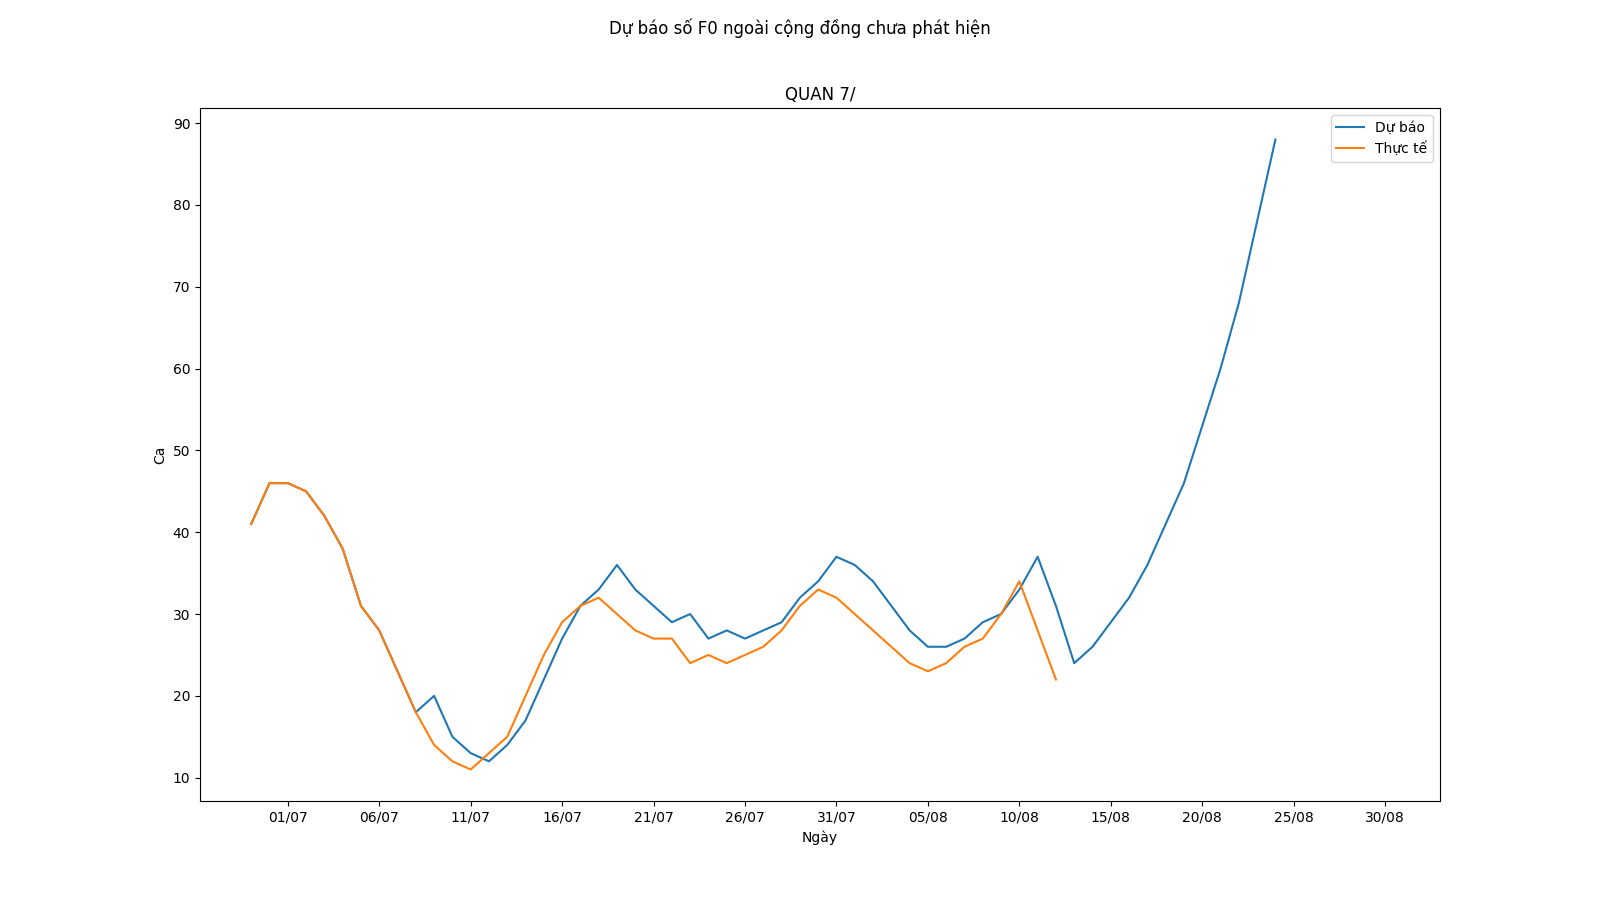 Dự báo số F0 ngoài cộng đồng chưa phát hiện
QUAN 7/
Dự báo
Thực tế
90
80
70
60
50
40
30
20
10
Ca
01/07 06/07 11/07 16/07 21/07 26/07 31/07 05/08 10/08 15/08 20/08 25/08 30/08
Ngày